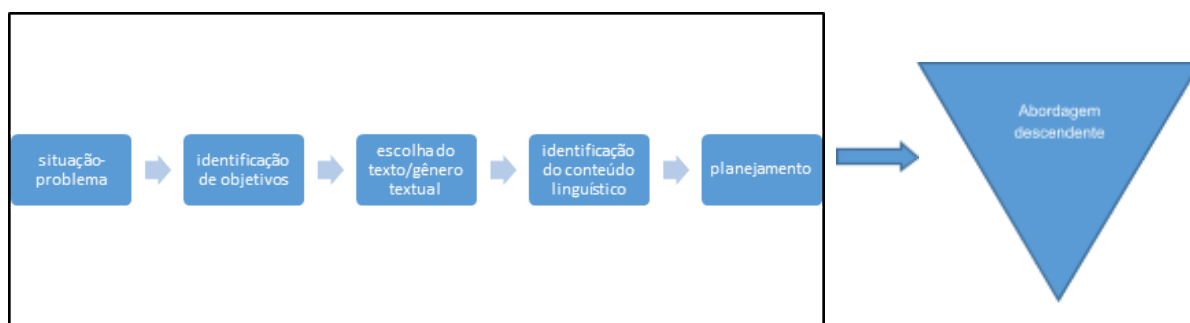 situação-
problema
identificação
de objetivos
escolha do
texto/gênero
textual
identificação
do conteúdo
linguístico
planejamento
Abordagem
descendente